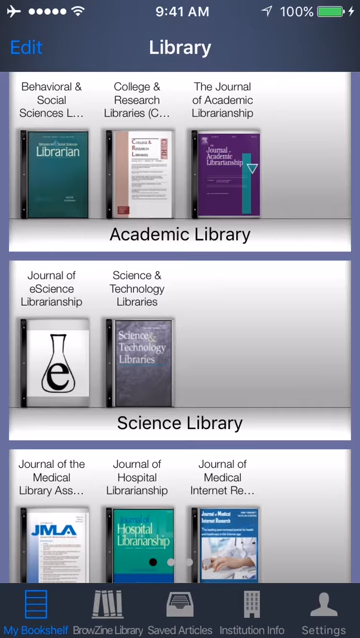 9:41 AM
100%
Edit
Library
Behavioral &
Social
Sciences L...
College &
Research
Libraries (C...
The Journal
of Academic
Librarianship
Librarian
COLLEGE &
RESEARCH
LIBRARIES
The
Journal of
Academic
Librarianship
Academic Library
Journal of
eScience
Librarianship
Science &
Technology
Libraries
e
Science &
Technology
Libraries
Science Library
Journal of the
Medical
Library Ass...
Journal of
Hospital
Librarianship
Journal of
Medical
Internet Re...
JMLA
Journal of
Hospital
Librarianship
Journal of Medical
Internet Research
My Bookshelf
BrowZine Library
Saved Articles
Institution Info
Settings